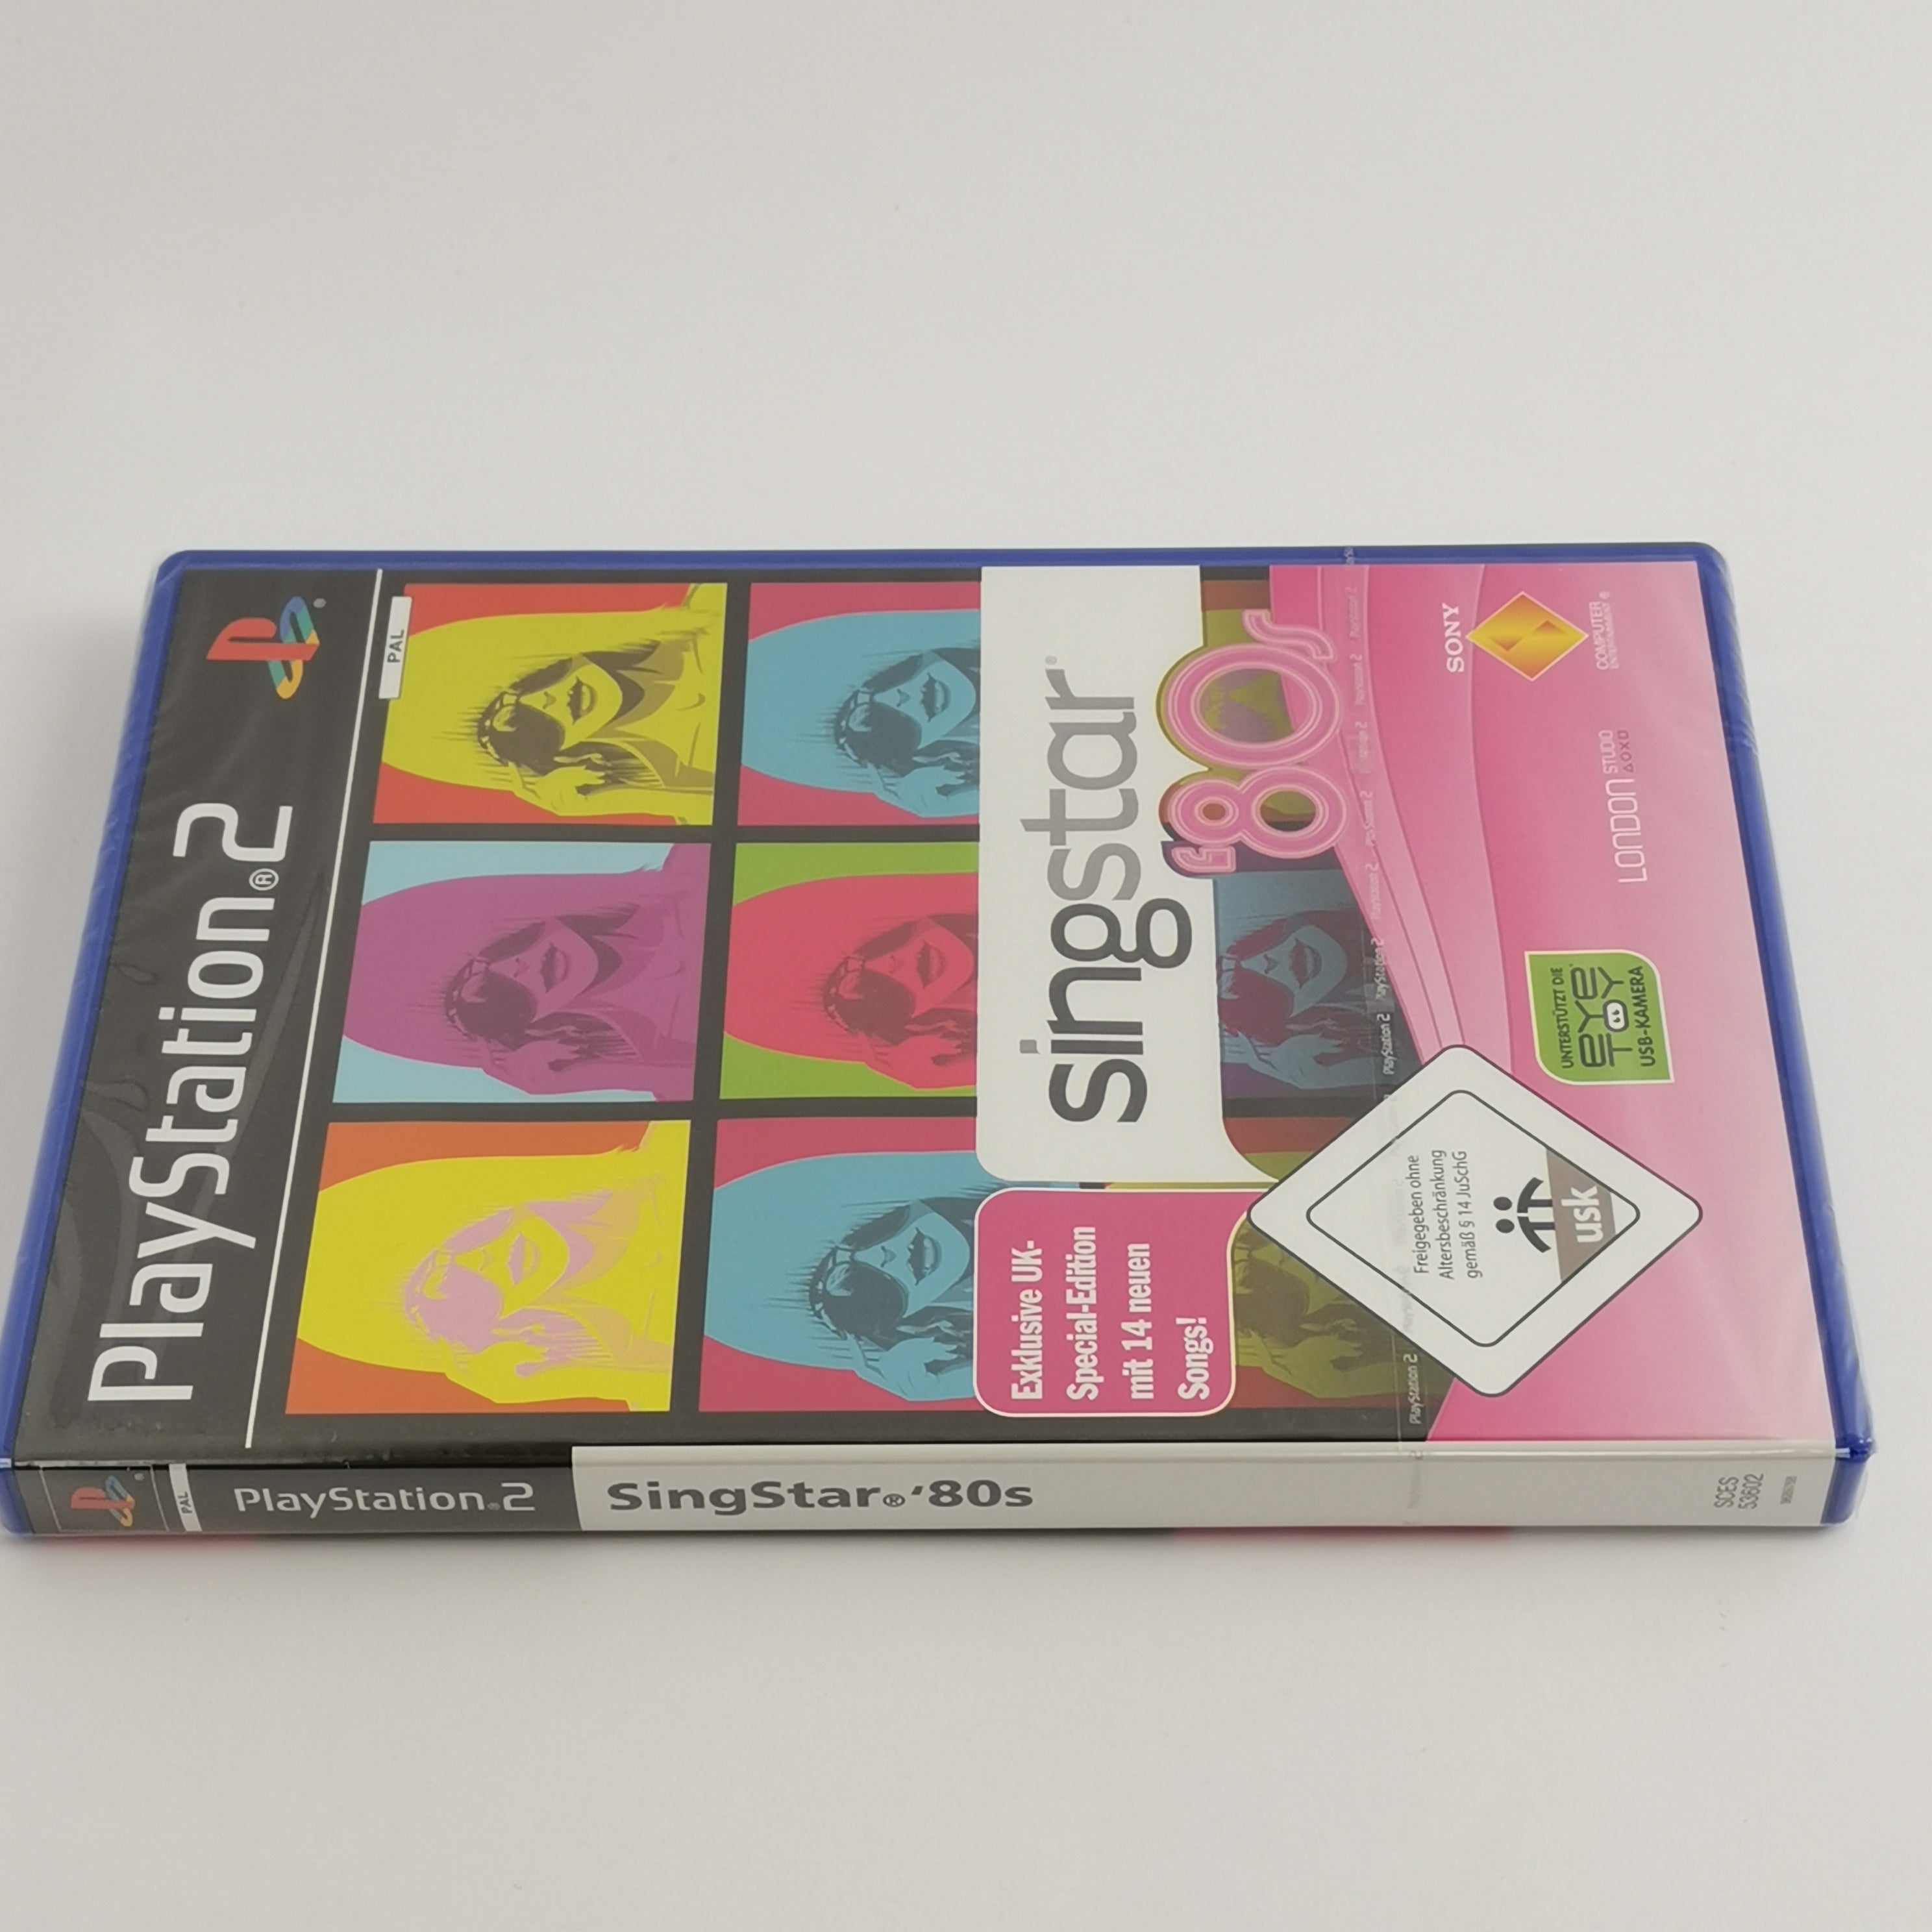 PlayStation®2
PAL
singstar®
'80s
Exklusive UK-
Special-Edition
mit 14 neuen
Songs!
Freigegeben ohne
Altersbeschränkung
gemäß § 14 JuSchG
usk
UNTERSTÜTZT DIE
EYE
TOY
USB-KAMERA
LONDON STUDIO
SONY
COMPUTER
ENTERTAINMENT®
PlayStation 2
PAL
PlayStation®2
SingStar®'80s
SCES
53602